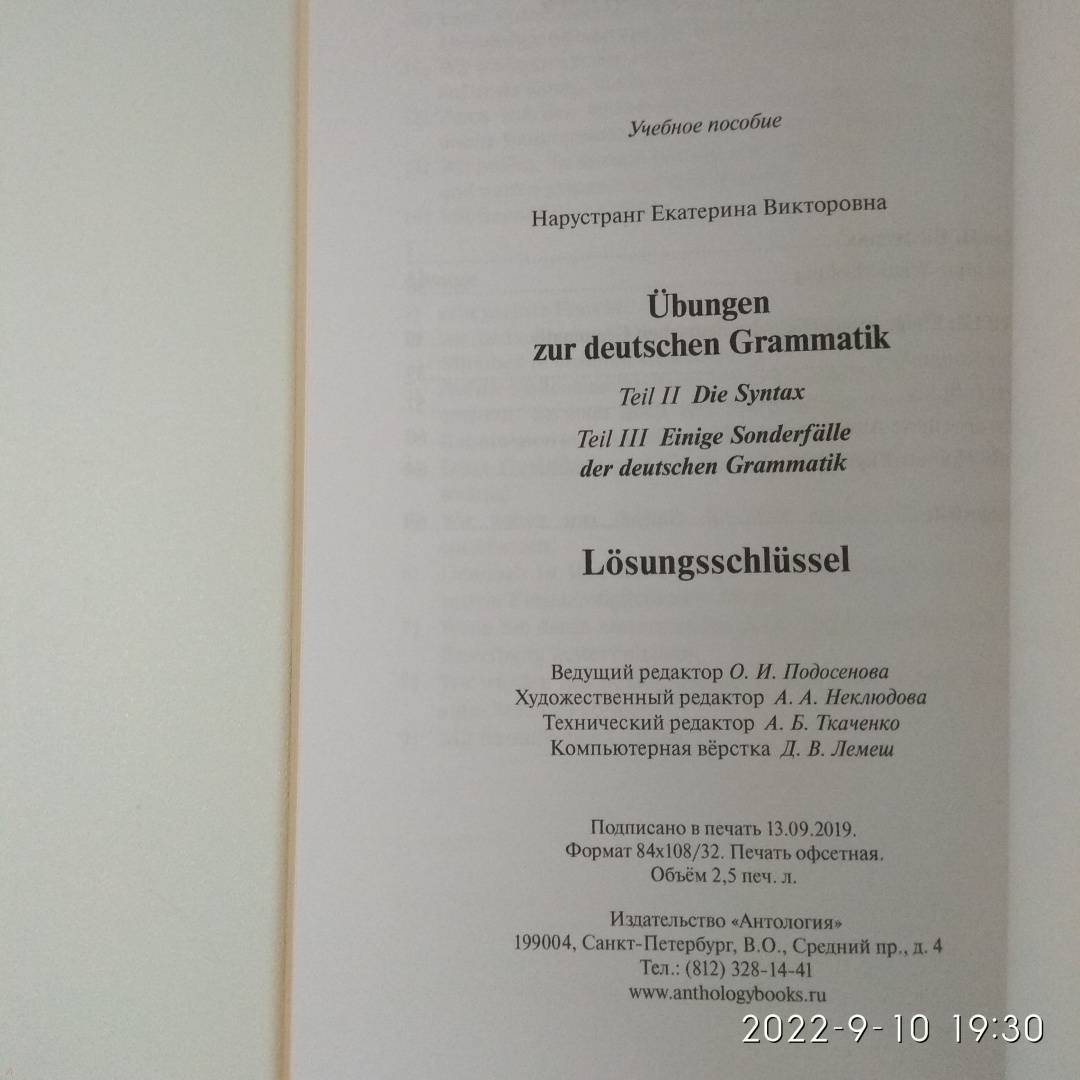 Учебное пособие
Нарустранг Екатерина Викторовна
Übungen
zur deutschen Grammatik
Teil II Die Syntax
Teil III Einige Sonderfälle
der deutschen Grammatik
Lösungsschlüssel
Ведущий редактор О. И. Подосенова
Художественный редактор А. А. Неклюдова
Технический редактор А. Б. Ткаченко
Компьютерная вёрстка Д. В. Лемеш
Подписано в печать 13.09.2019.
Формат 84х108/32. Печать офсетная.
Объём 2,5 печ. л.
Издательство «Антология»
199004, Санкт-Петербург, В.О., Средний пр., д. 4
Тел.: (812) 328-14-41
www.anthologybooks.ru
2022-9-10 19:30